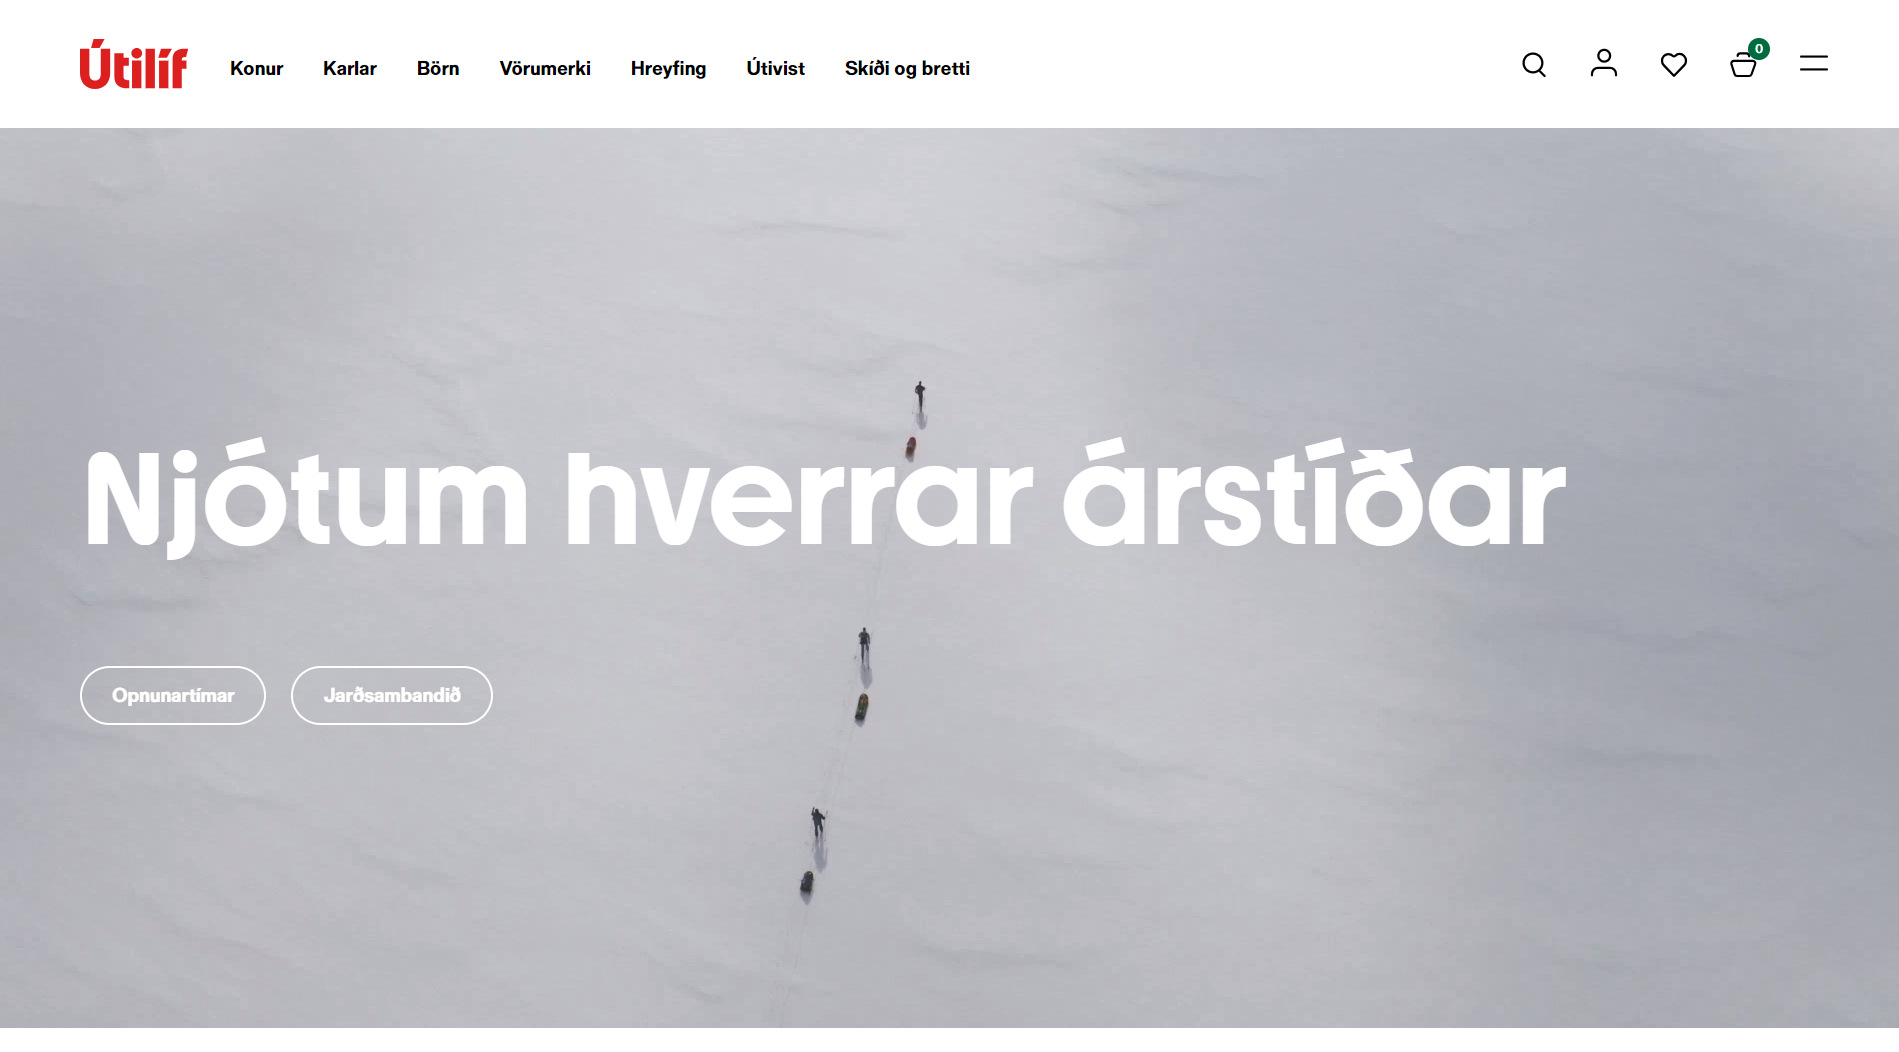 Útilíf
Konur Karlar Börn Vörumerki Hreyfing Útivist Skíði og bretti
0
Njótum hverrar árstíðar
Opnunartímar Jarðsambandið